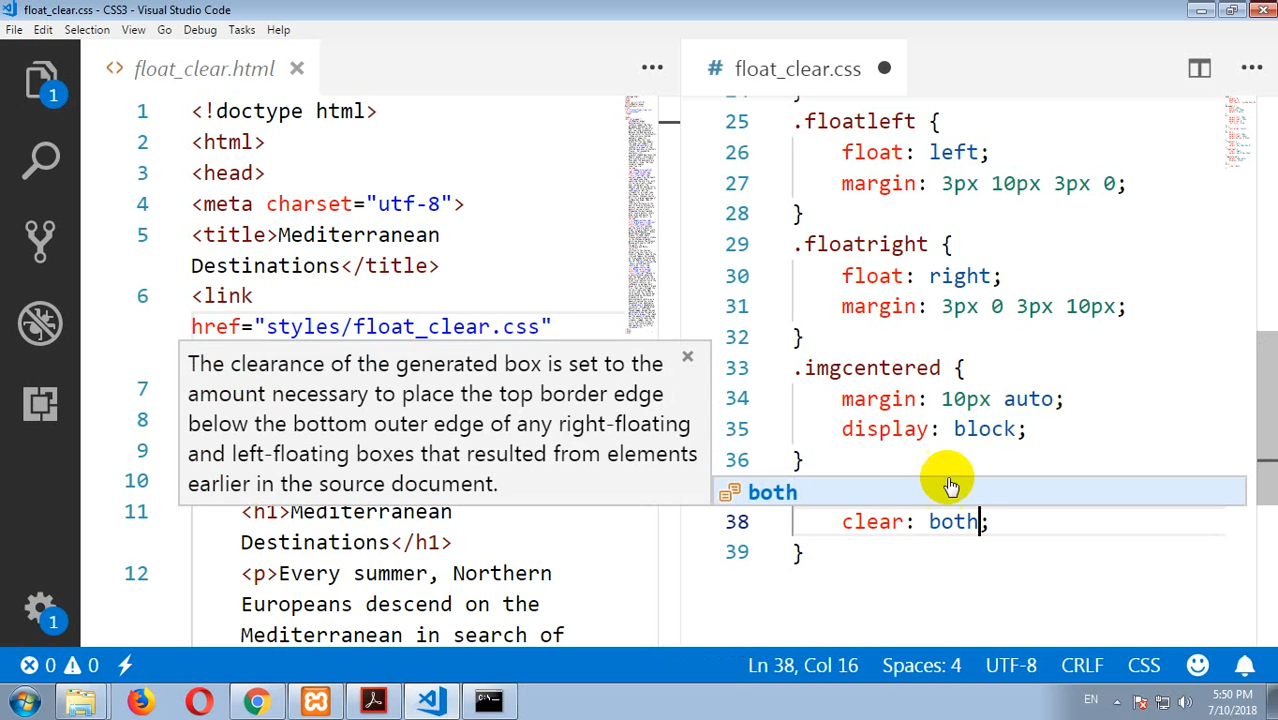 float_clear.css - CSS3 - Visual Studio Code
File Edit Selection View Go Debug Tasks Help
1
1
float_clear.html
1 <!doctype html>
2 <html>
3 <head>
4 <meta charset="utf-8">
5 <title>Mediterranean
Destinations</title>
6 <link
href="styles/float_clear.css"
7
8
9
10
11 <h1>Mediterranean
Destinations</h1>
12 <p>Every summer, Northern
Europeans descend on the
Mediterranean in search of
The clearance of the generated box is set to the
amount necessary to place the top border edge
below the bottom outer edge of any right-floating
and left-floating boxes that resulted from elements
earlier in the source document.
# float_clear.css
25 .floatleft {
26 float: left;
27 margin: 3px 10px 3px 0;
28 }
29 .floatright {
30 float: right;
31 margin: 3px 0 3px 10px;
32 }
33 .imgcentered {
34 margin: 10px auto;
35 display: block;
36 }
both
38 clear: both;
39 }
0 0
Ln 38, Col 16 Spaces: 4 UTF-8 CRLF CSS
EN
5:50 PM
7/10/2018